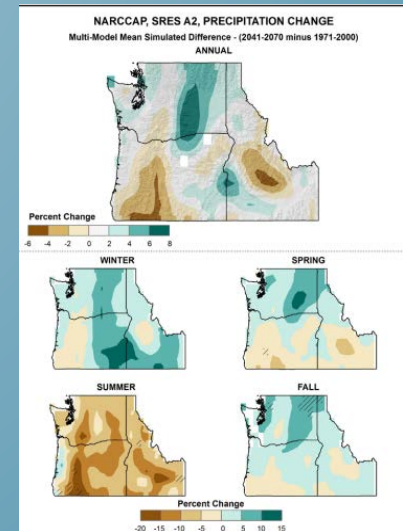 NARCCAP, SRES A2, PRECIPITATION CHANGE
Multi-Model Mean Simulated Difference - (2041-2070 minus 1971-2000)
ANNUAL
Percent Change
-6 -4 -2 0 2 4 6 8
WINTER
SPRING
SUMMER
FALL
Percent Change
-20 -15 -10 -5 0 5 10 15